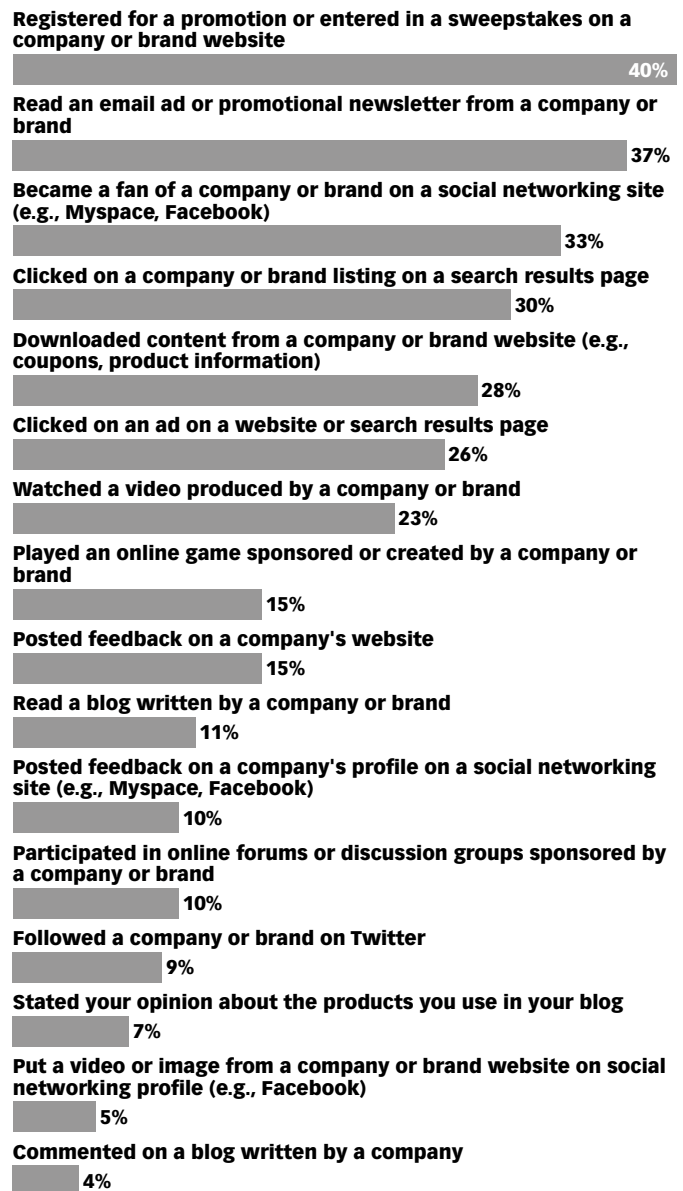 Registered for a promotion or entered in a sweepstakes on a
company or brand website
40%
Read an email ad or promotional newsletter from a company or
brand
37%
Became a fan of a company or brand on a social networking site
(e.g., Myspace, Facebook)
33%
Clicked on a company or brand listing on a search results page
30%
Downloaded content from a company or brand website (e.g.,
coupons, product information)
28%
Clicked on an ad on a website or search results page
26%
Watched a video produced by a company or brand
23%
Played an online game sponsored or created by a company or
brand
15%
Posted feedback on a company's website
15%
Read a blog written by a company or brand
11%
Posted feedback on a company's profile on a social networking
site (e.g., Myspace, Facebook)
10%
Participated in online forums or discussion groups sponsored by
a company or brand
10%
Followed a company or brand on Twitter
9%
Stated your opinion about the products you use in your blog
7%
Put a video or image from a company or brand website on social
networking profile (e.g., Facebook)
5%
Commented on a blog written by a company
4%